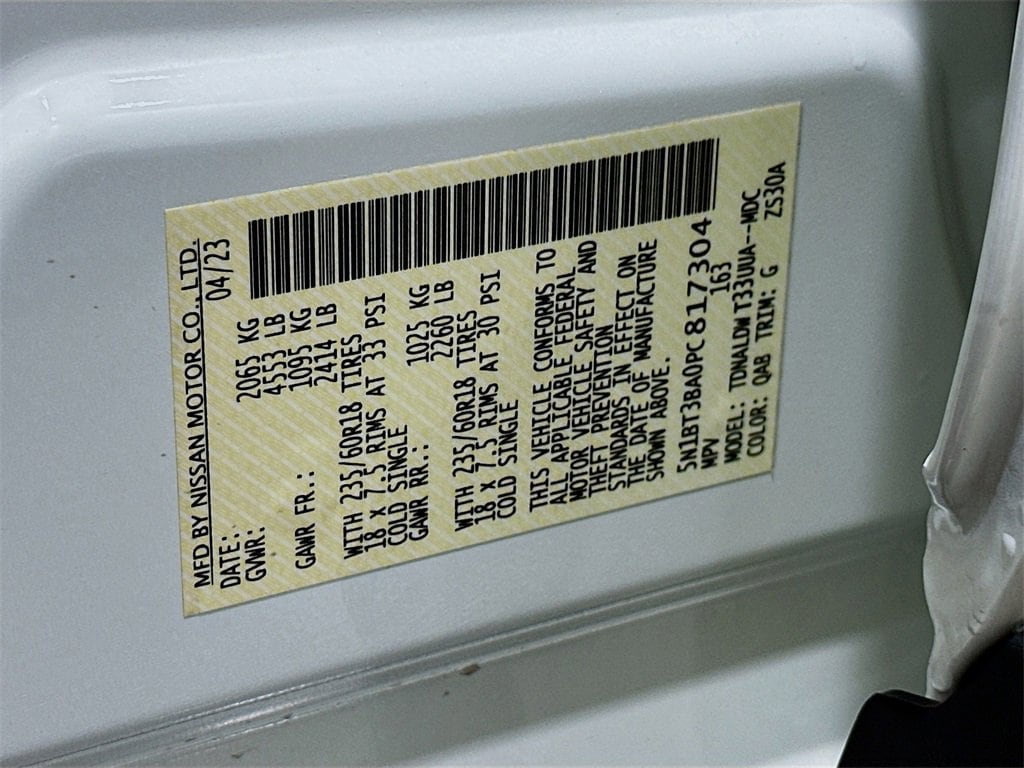 MFD BY NISSAN MOTOR CO., LTD.
DATE: 04/23
GVWR: 2065 KG
4553 LB
GAWR FR.: 1095 KG
2414 LB
WITH 235/60R18 TIRES
18 x 7.5 RIMS AT 33 PSI
COLD SINGLE
GAWR RR.: 1025 KG
2260 LB
WITH 235/60R18 TIRES
18 x 7.5 RIMS AT 30 PSI
COLD SINGLE
THIS VEHICLE CONFORMS TO
ALL APPLICABLE FEDERAL
MOTOR VEHICLE SAFETY AND
THEFT PREVENTION
STANDARDS IN EFFECT ON
THE DATE OF MANUFACTURE
SHOWN ABOVE.
5N1BT3BA0PC 817304
MPV 163
MODEL: TDNALDW T33UUA--MDC
COLOR: QAB TRIM: G ZS30A